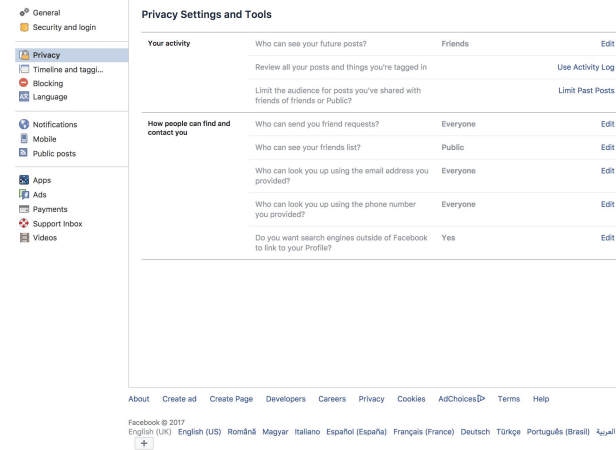 General
Security and login
Privacy
Timeline and taggi...
Blocking
Language
Notifications
Mobile
Public posts
Apps
Ads
Payments
Support Inbox
Videos
Privacy Settings and Tools
Your activity Who can see your future posts? Friends Edit
Review all your posts and things you're tagged in Use Activity Log
Limit the audience for posts you've shared with Limit Past Posts
friends of friends or Public?
How people can find and Who can send you friend requests? Everyone Edit
contact you
Who can see your friends list? Public Edit
Who can look you up using the email address you Everyone Edit
provided?
Who can look you up using the phone number Everyone Edit
you provided?
Do you want search engines outside of Facebook Yes Edit
to link to your Profile?
About Create ad Create Page Developers Careers Privacy Cookies AdChoices Terms Help
Facebook © 2017
English (UK) English (US) Română Magyar Italiano Español (España) Français (France) Deutsch Türkçe Português (Brasil) العربية
+